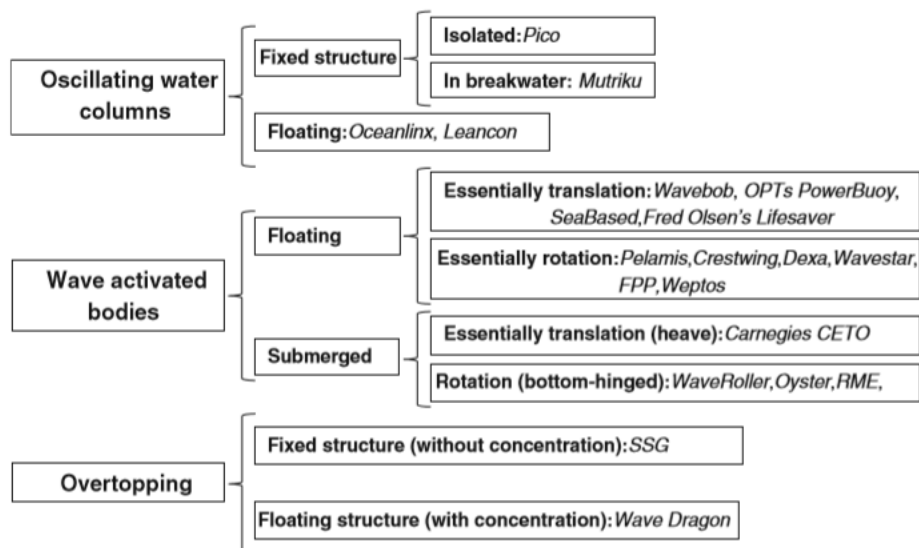 Oscillating water
columns
Fixed structure
Isolated:Pico
In breakwater: Mutriku
Floating:Oceanlinx, Leancon
Wave activated
bodies
Floating
Essentially translation:Wavebob, OPTs PowerBuoy,
SeaBased,Fred Olsen's Lifesaver
Essentially rotation:Pelamis,Crestwing,Dexa,Wavestar,
FPP,Weptos
Submerged
Essentially translation (heave):Carnegies CETO
Rotation (bottom-hinged):WaveRoller,Oyster,RME,
Overtopping
Fixed structure (without concentration):SSG
Floating structure (with concentration):Wave Dragon